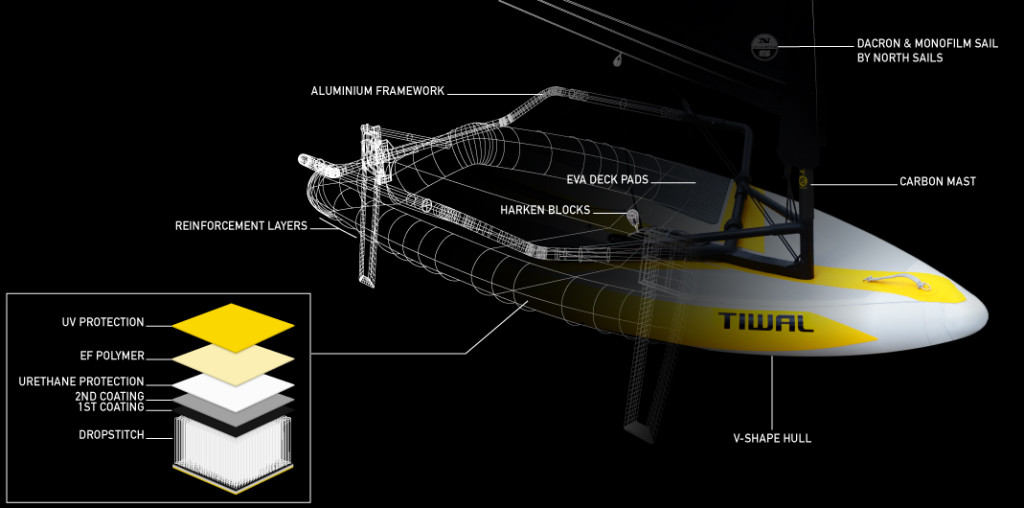 DACRON & MONOFILM SAIL
BY NORTH SAILS
ALUMINIUM FRAMEWORK
EVA DECK PADS
CARBON MAST
HARKEN BLOCKS
REINFORCEMENT LAYERS
TIWAL
UV PROTECTION
EF POLYMER
URETHANE PROTECTION
2ND COATING
1ST COATING
DROPSTITCH
V-SHAPE HULL